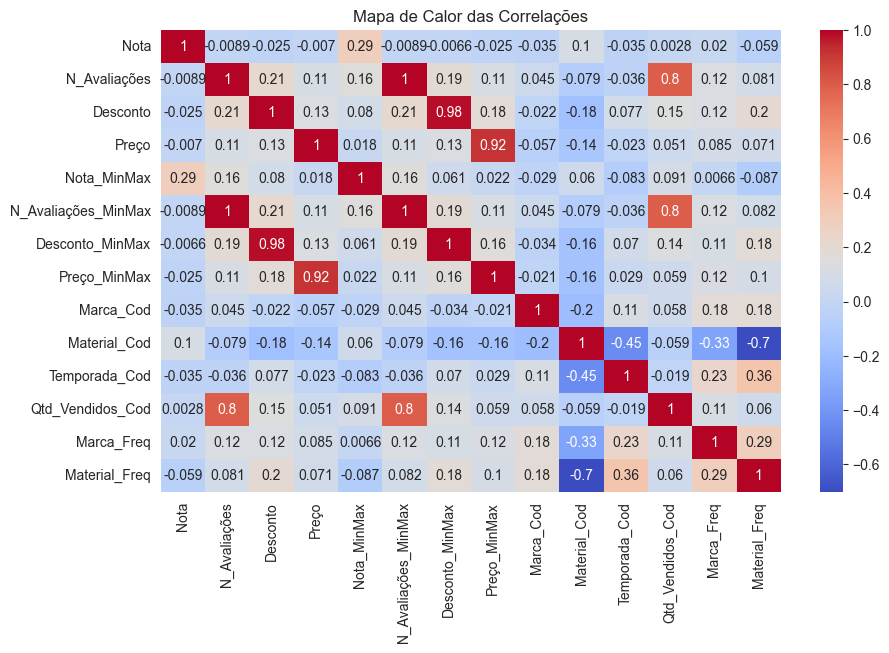 Mapa de Calor das Correlações
Nota 1 -0.0089 -0.025 -0.007 0.29 -0.0089 -0.0066 -0.025 -0.035 0.1 -0.035 0.0028 0.02 -0.059
N_Avaliações -0.0089 1 0.21 0.11 0.16 1 0.19 0.11 0.045 -0.079 -0.036 0.8 0.12 0.081
Desconto -0.025 0.21 1 0.13 0.08 0.21 0.98 0.18 -0.022 -0.18 0.077 0.15 0.12 0.2
Preço -0.007 0.11 0.13 1 0.018 0.11 0.13 0.92 -0.057 -0.14 -0.023 0.051 0.085 0.071
Nota_MinMax 0.29 0.16 0.08 0.018 1 0.16 0.061 0.022 -0.029 0.06 -0.083 0.091 0.0066 -0.087
N_Avaliações_MinMax -0.0089 1 0.21 0.11 0.16 1 0.19 0.11 0.045 -0.079 -0.036 0.8 0.12 0.082
Desconto_MinMax -0.0066 0.19 0.98 0.13 0.061 0.19 1 0.16 -0.034 -0.16 0.07 0.14 0.11 0.18
Preço_MinMax -0.025 0.11 0.18 0.92 0.022 0.11 0.16 1 -0.021 -0.16 0.029 0.059 0.12 0.1
Marca_Cod -0.035 0.045 -0.022 -0.057 -0.029 0.045 -0.034 -0.021 1 -0.2 0.11 0.058 0.18 0.18
Material_Cod 0.1 -0.079 -0.18 -0.14 0.06 -0.079 -0.16 -0.16 -0.2 1 -0.45 -0.059 -0.33 -0.7
Temporada_Cod -0.035 -0.036 0.077 -0.023 -0.083 -0.036 0.07 0.029 0.11 -0.45 1 -0.019 0.23 0.36
Qtd_Vendidos_Cod 0.0028 0.8 0.15 0.051 0.091 0.8 0.14 0.059 0.058 -0.059 -0.019 1 0.11 0.06
Marca_Freq 0.02 0.12 0.12 0.085 0.0066 0.12 0.11 0.12 0.18 -0.33 0.23 0.11 1 0.29
Material_Freq -0.059 0.081 0.2 0.071 -0.087 0.082 0.18 0.1 0.18 -0.7 0.36 0.06 0.29 1
Nota
N_Avaliações
Desconto
Preço
Nota_MinMax
N_Avaliações_MinMax
Desconto_MinMax
Preço_MinMax
Marca_Cod
Material_Cod
Temporada_Cod
Qtd_Vendidos_Cod
Marca_Freq
Material_Freq
1.0
0.8
0.6
0.4
0.2
0.0
-0.2
-0.4
-0.6